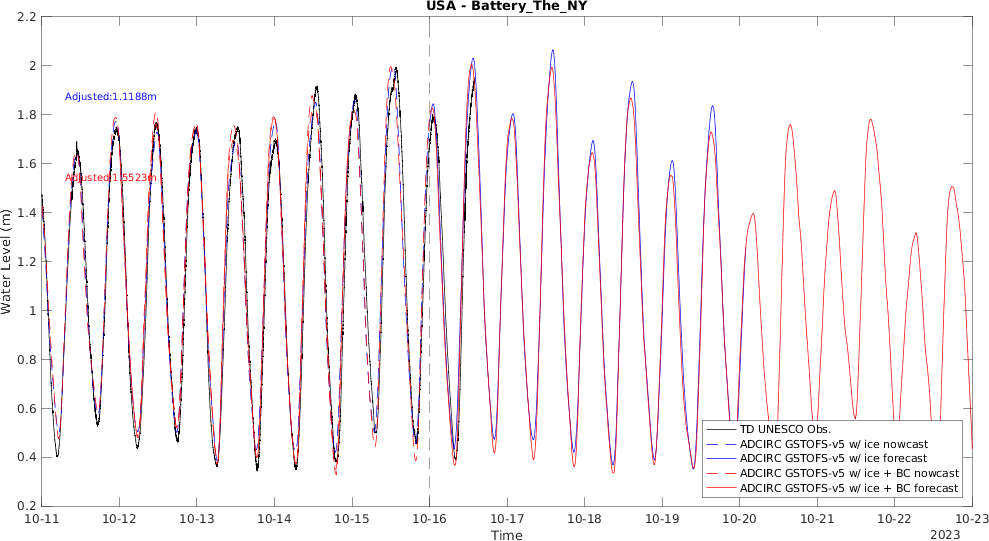 USA - Battery_The_NY
2.2
2
1.8
1.6
1.4
1.2
1
0.8
0.6
0.4
0.2
Water Level (m)
Adjusted:1.1188m
Adjusted:1.5523m
TD UNESCO Obs.
ADCIRC GSTOFS-v5 w/ ice nowcast
ADCIRC GSTOFS-v5 w/ ice forecast
ADCIRC GSTOFS-v5 w/ ice + BC nowcast
ADCIRC GSTOFS-v5 w/ ice + BC forecast
10-11 10-12 10-13 10-14 10-15 10-16 10-17 10-18 10-19 10-20 10-21 10-22 10-23
Time
2023